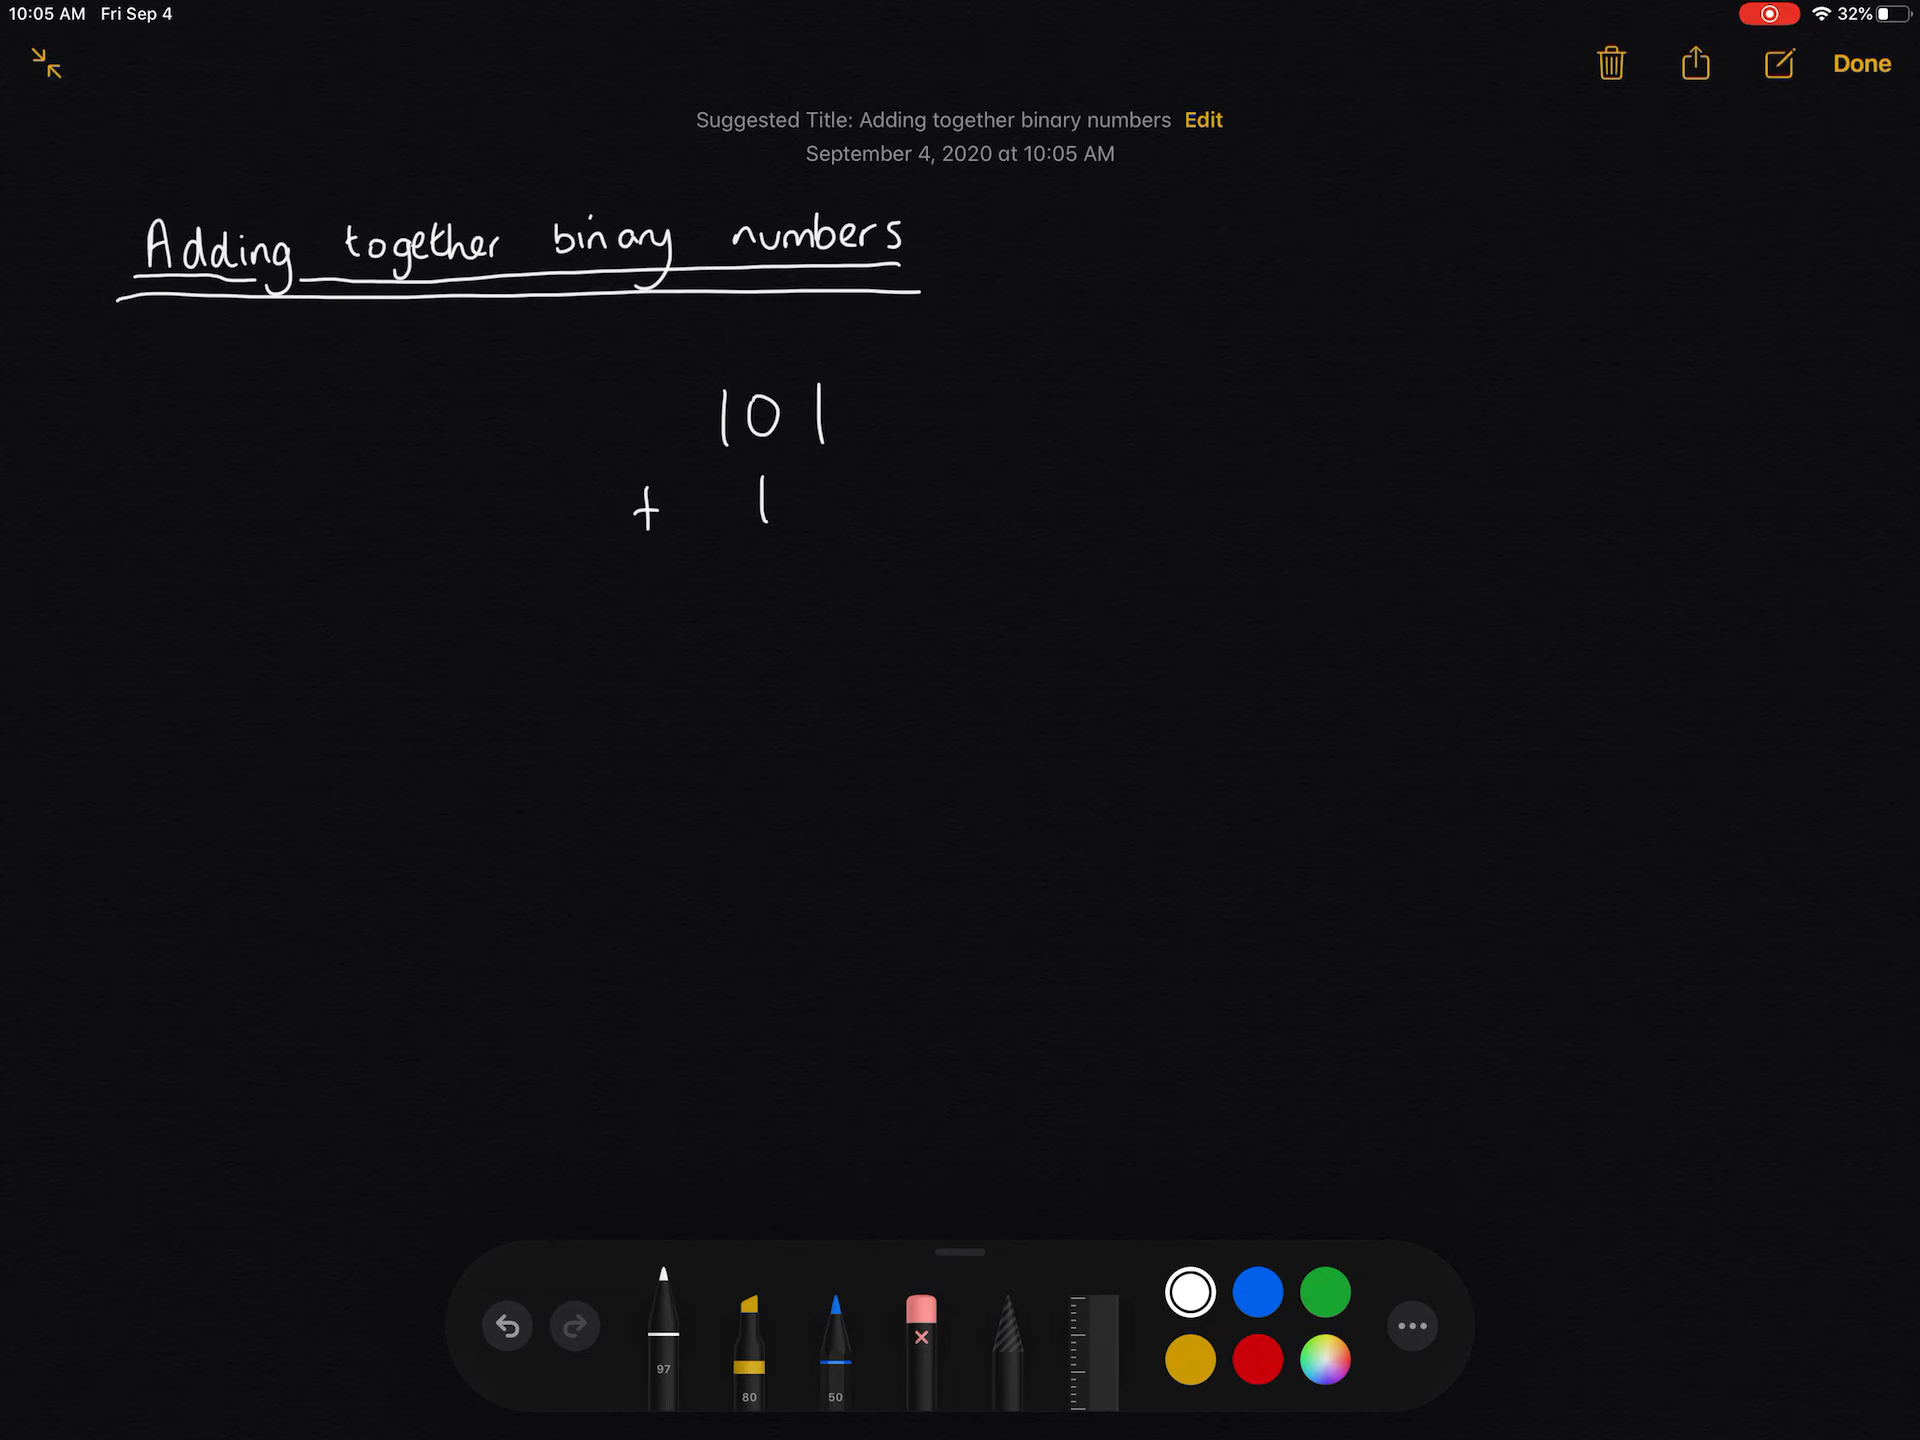 10:05 AM Fri Sep 4 32%
Done
Suggested Title: Adding together binary numbers Edit
September 4, 2020 at 10:05 AM
Adding together binary numbers
101
+ 1
97 80 50